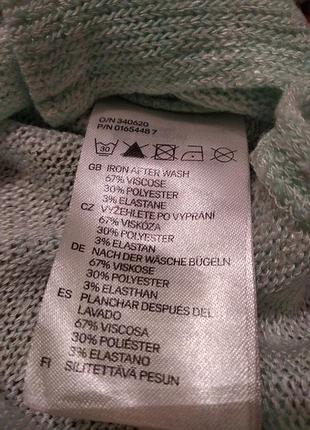 O/N 340620
P/N 0165448 7
30
GB IRON AFTER WASH
67% VISCOSE
30% POLYESTER
3% ELASTANE
CZ VYŽEHLETE PO VYPRÁNÍ
67% VISKÓZA
30% POLYESTER
3% ELASTAN
DE NACH DER WÄSCHE BÜGELN
67% VISKOSE
30% POLYESTER
3% ELASTHAN
ES PLANCHAR DESPUÉS DEL
LAVADO
67% VISCOSA
30% POLIÉSTER
3% ELASTANO
FI SILITETTÄVÄ PESUN